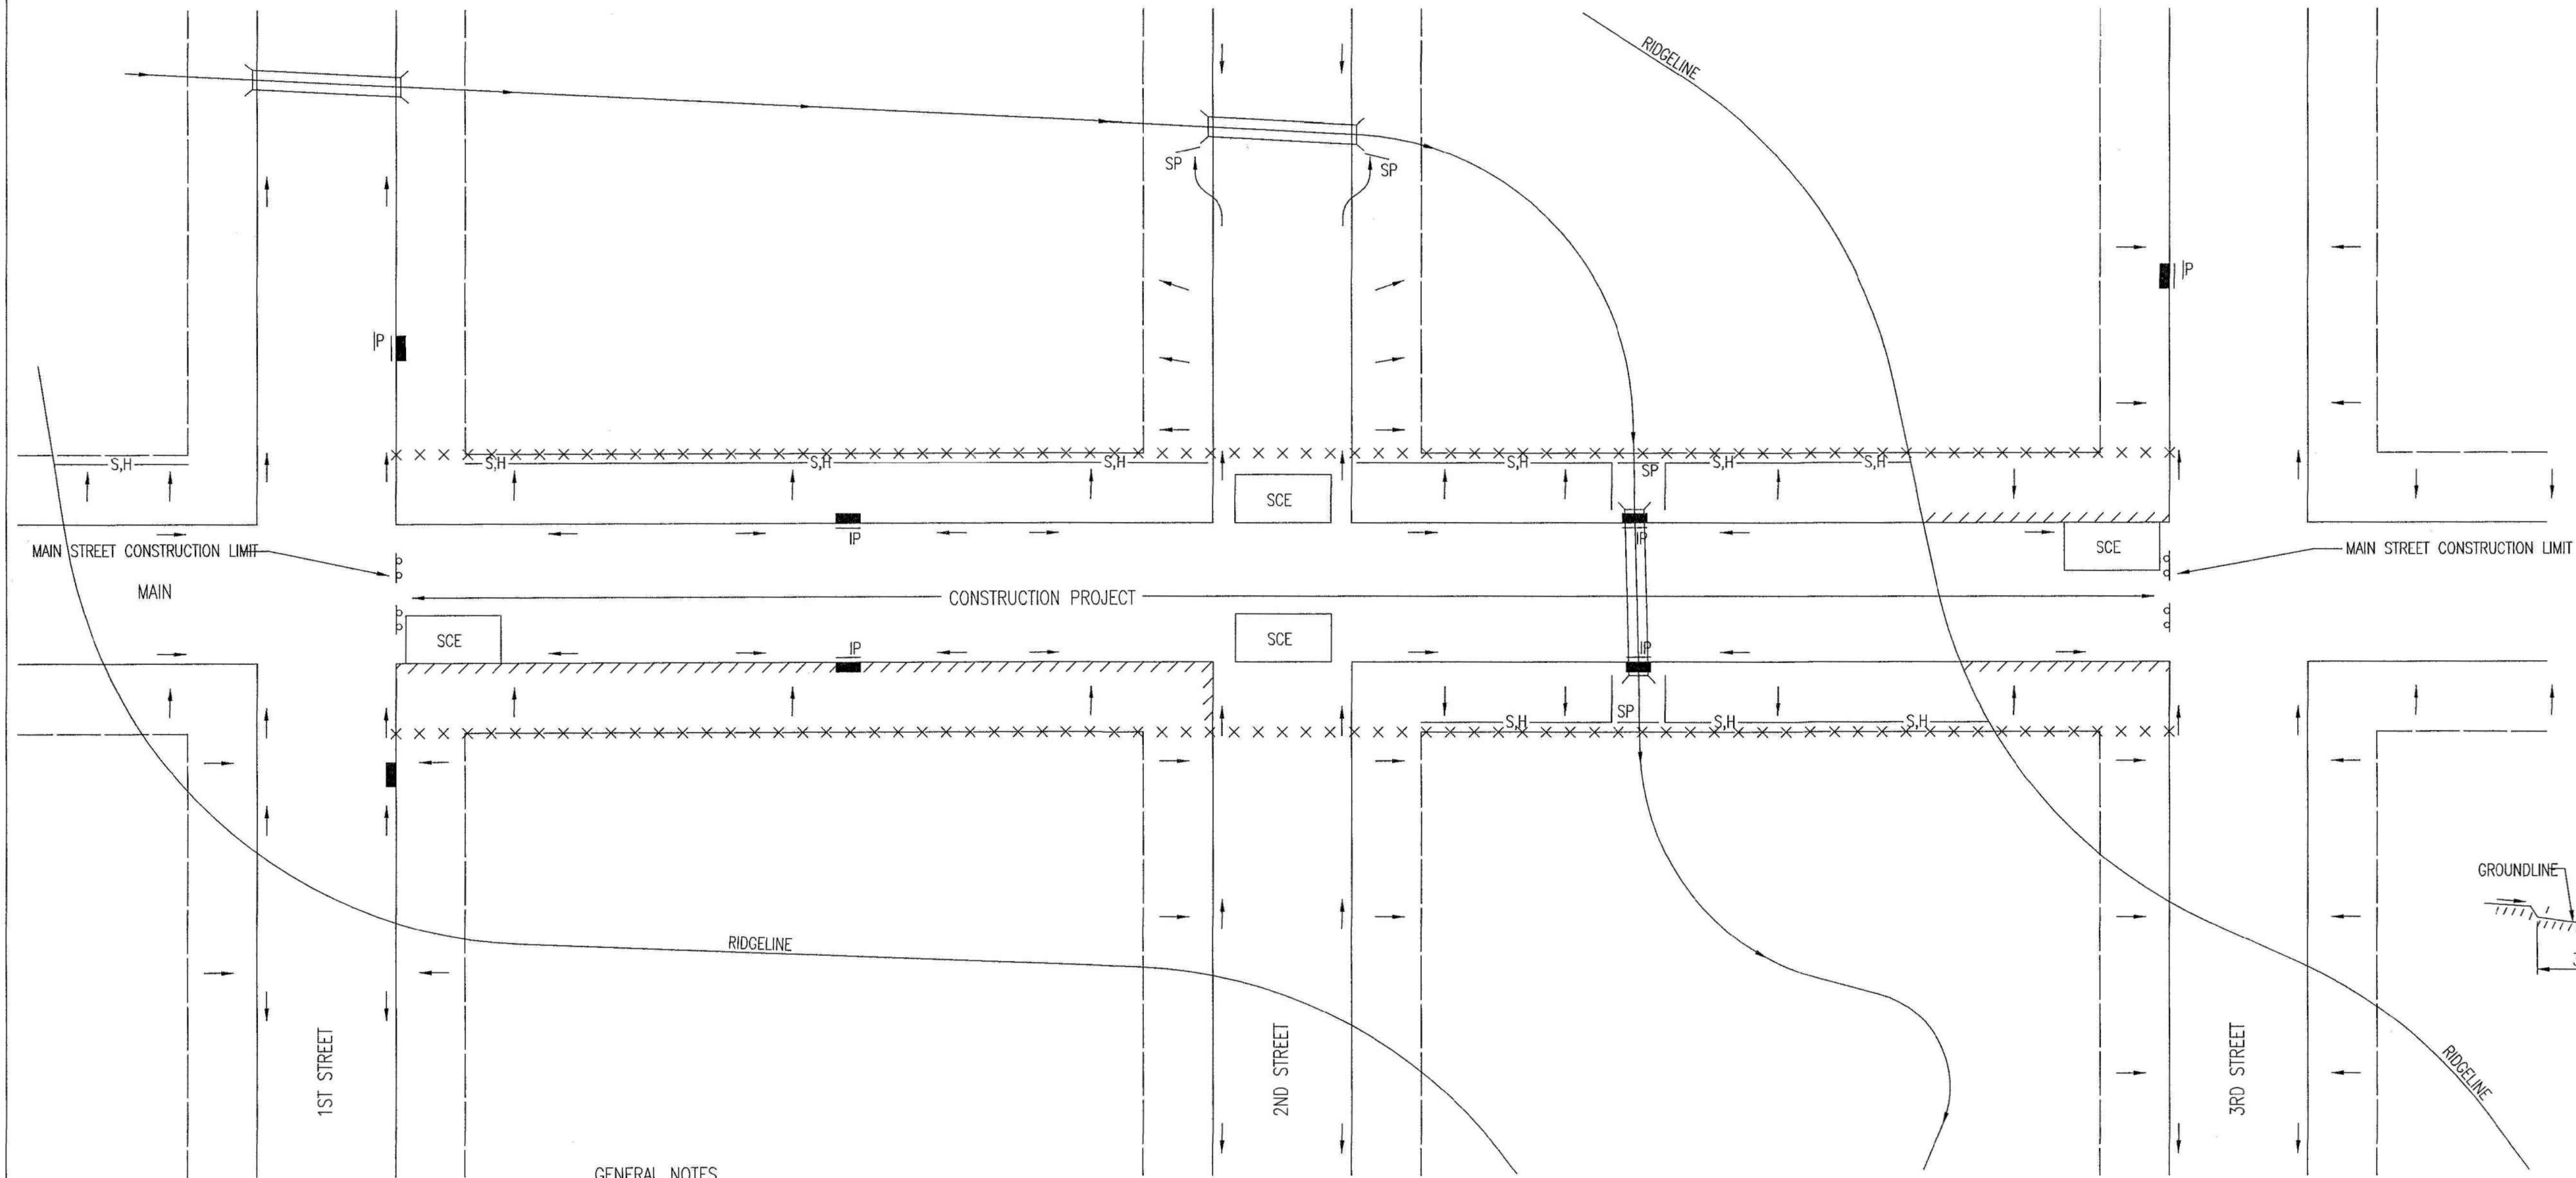 RIDGELINE
SP
SP
IP
IP
S,H
S,H
S,H
S,H
S,H
SP
S,H
S,H
SCE
MAIN STREET CONSTRUCTION LIMIT
IP
IP
SCE
MAIN STREET CONSTRUCTION LIMIT
MAIN
CONSTRUCTION PROJECT
SCE
IP
SCE
IP
S,H
SP
S,H
S,H
GROUNDLINE
RIDGELINE
1ST STREET
2ND STREET
3RD STREET
RIDGELINE
GENERAL NOTES